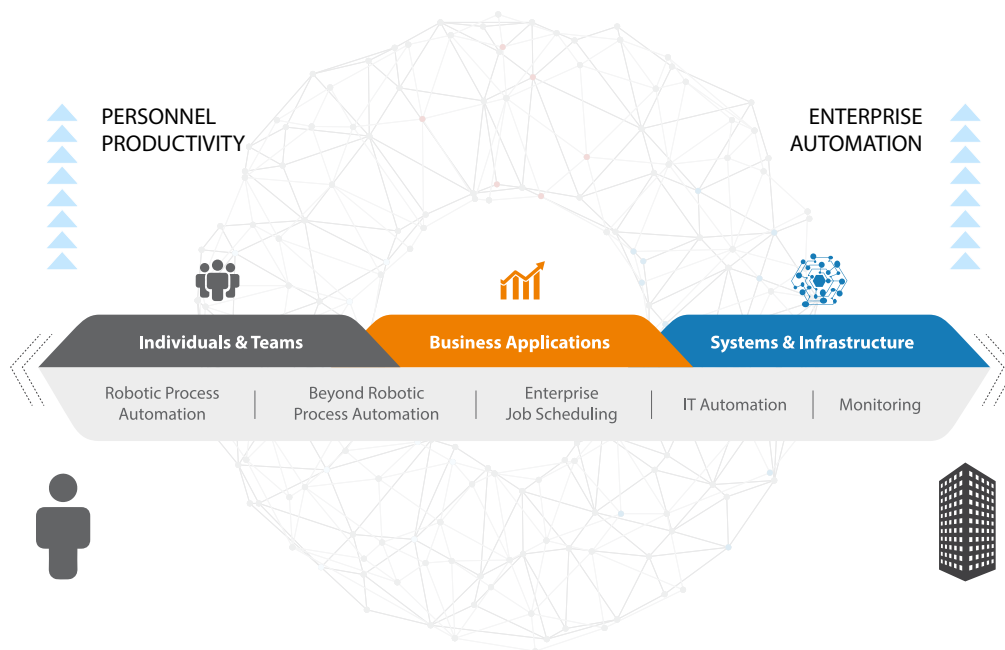 PERSONNEL
PRODUCTIVITY
ENTERPRISE
AUTOMATION
Individuals & Teams
Business Applications
Systems & Infrastructure
Robotic Process
Automation
Beyond Robotic
Process Automation
Enterprise
Job Scheduling
IT Automation
Monitoring